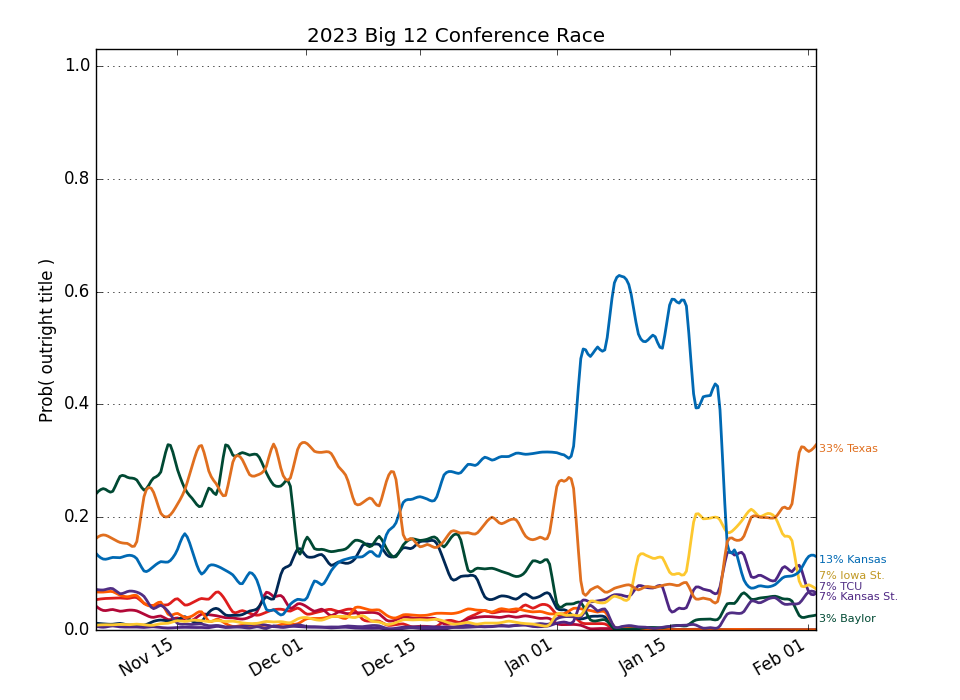 2023 Big 12 Conference Race
1.0
0.8
0.6
0.4
0.2
0.0
Prob( outright title )
33% Texas
13% Kansas
7% Iowa St.
7% TCU
7% Kansas St.
3% Baylor
Nov 15
Dec 01
Dec 15
Jan 01
Jan 15
Feb 01